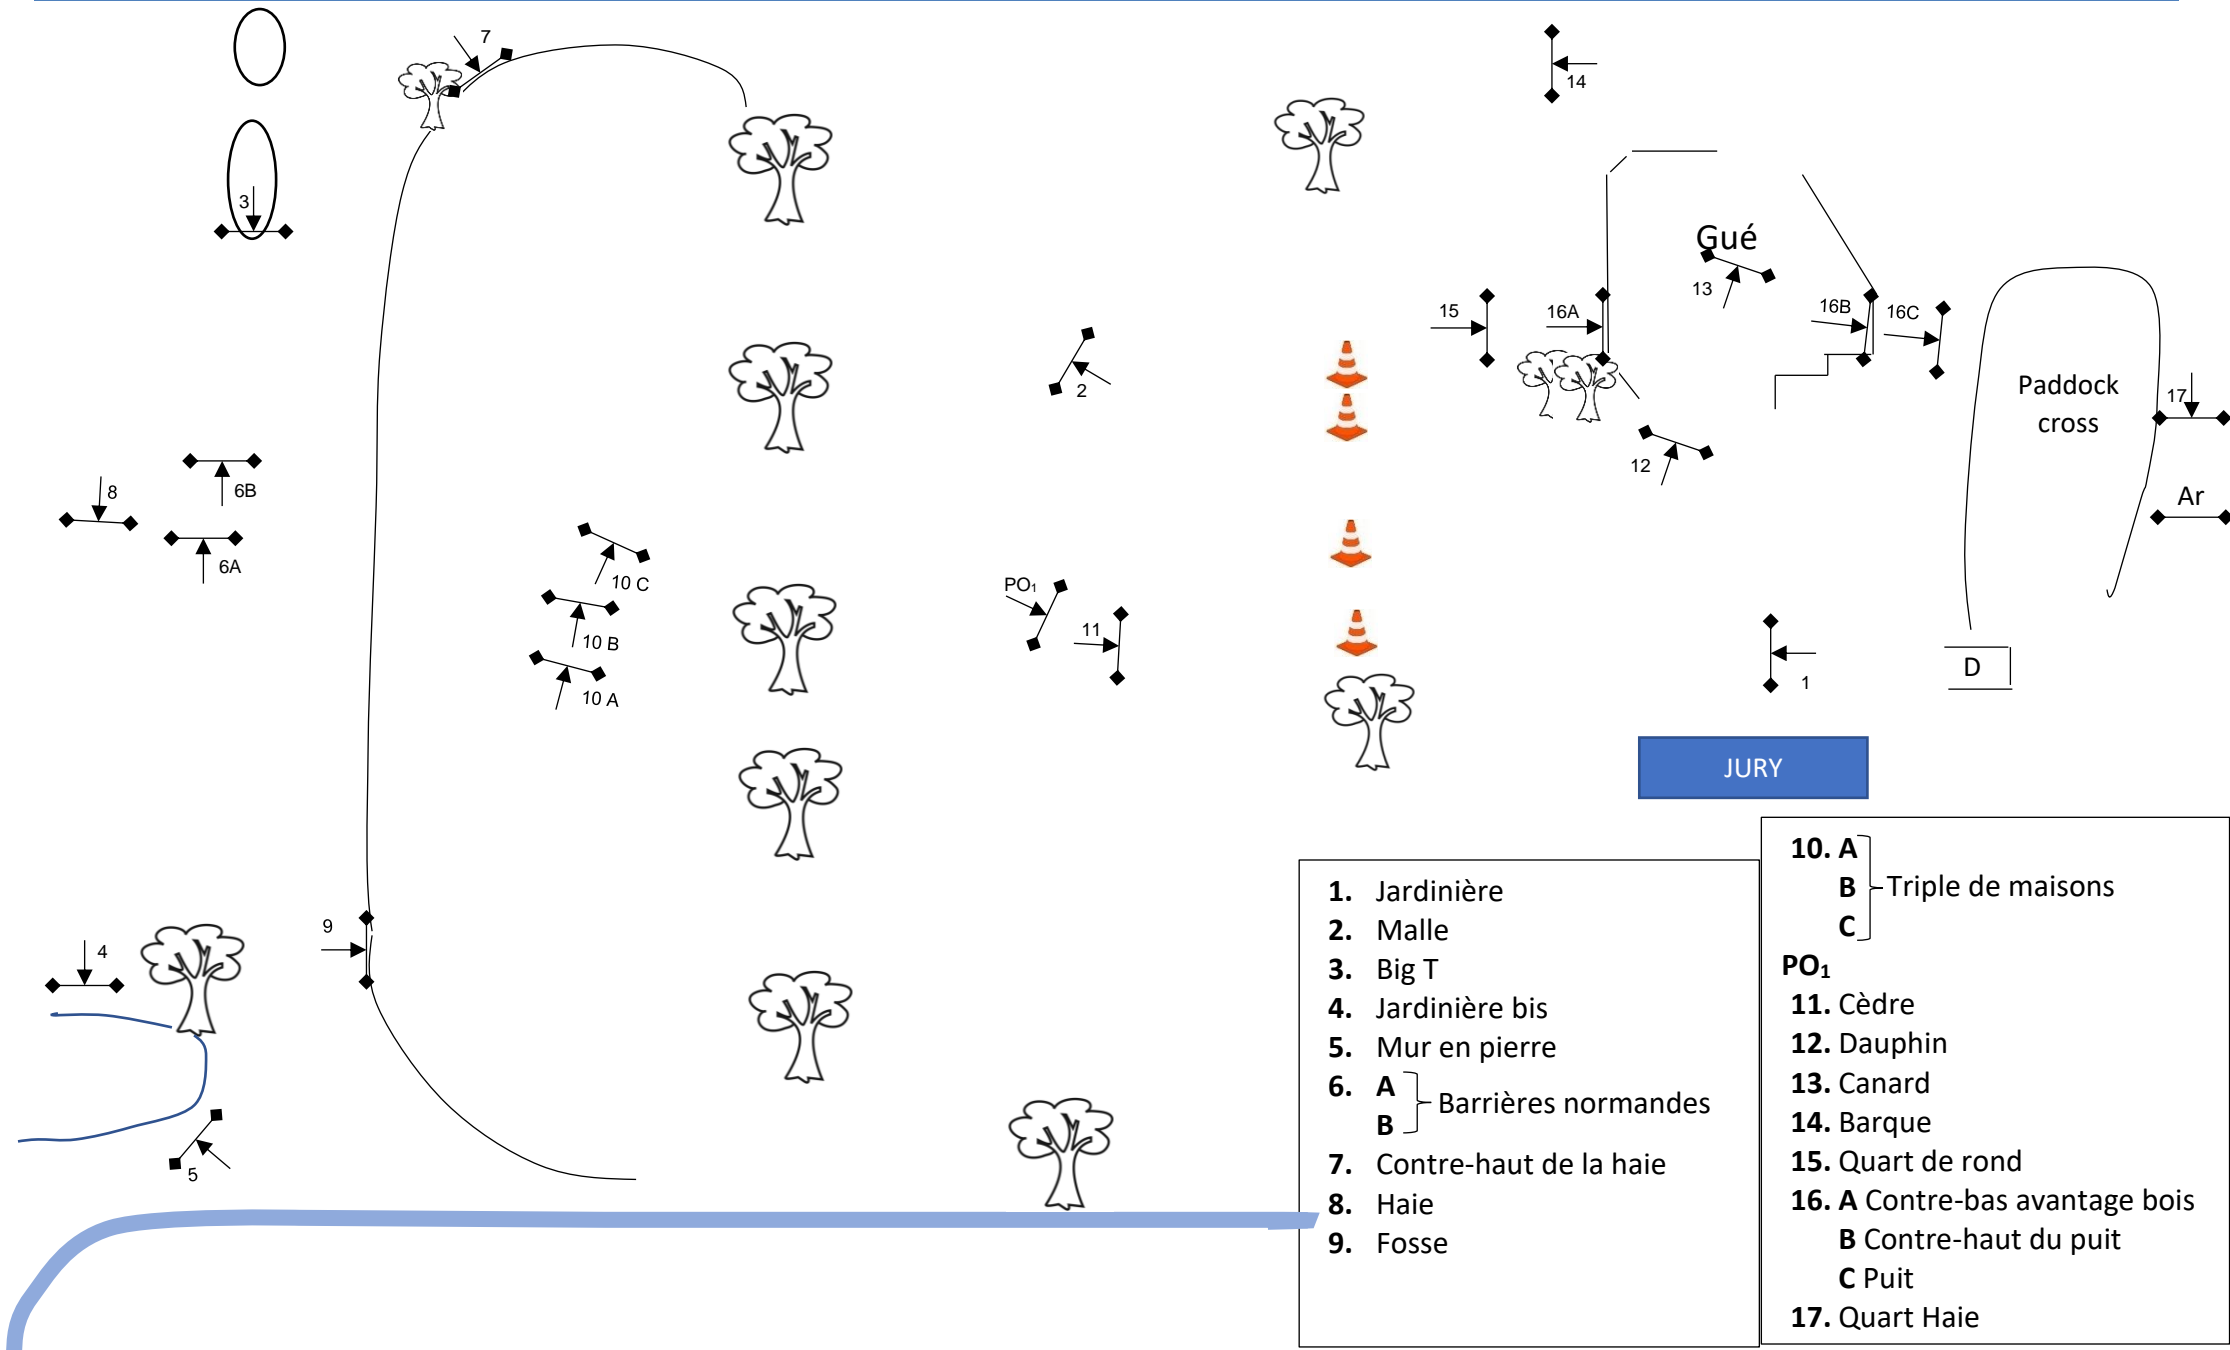 7
14
3
Gué
13
15
16A
16B
16C
2
Paddock
cross
17
12
6B
8
Ar
6A
10 C
PO₁
11
10 B
D
10 A
1
JURY
9
4
5
1. Jardinière
2. Malle
3. Big T
4. Jardinière bis
5. Mur en pierre
6. A
B
Barrières normandes
7. Contre-haut de la haie
8. Haie
9. Fosse
10. A
B
C
Triple de maisons
PO₁
11. Cèdre
12. Dauphin
13. Canard
14. Barque
15. Quart de rond
16. A Contre-bas avantage bois
B Contre-haut du puit
C Puit
17. Quart Haie